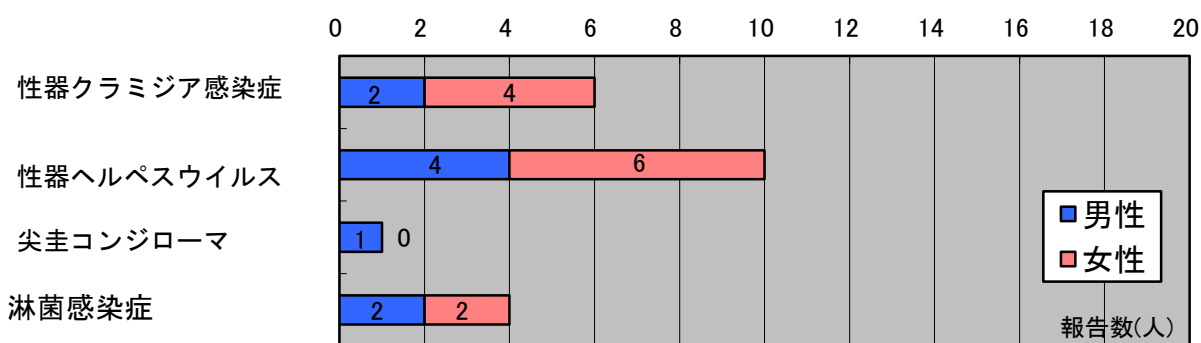 0 2 4 6 8 10 12 14 16 18 20
性器クラミジア感染症 2 4
性器ヘルペスウイルス 4 6
尖圭コンジローマ 1 0
男性
女性
淋菌感染症 2 2
報告数(人)